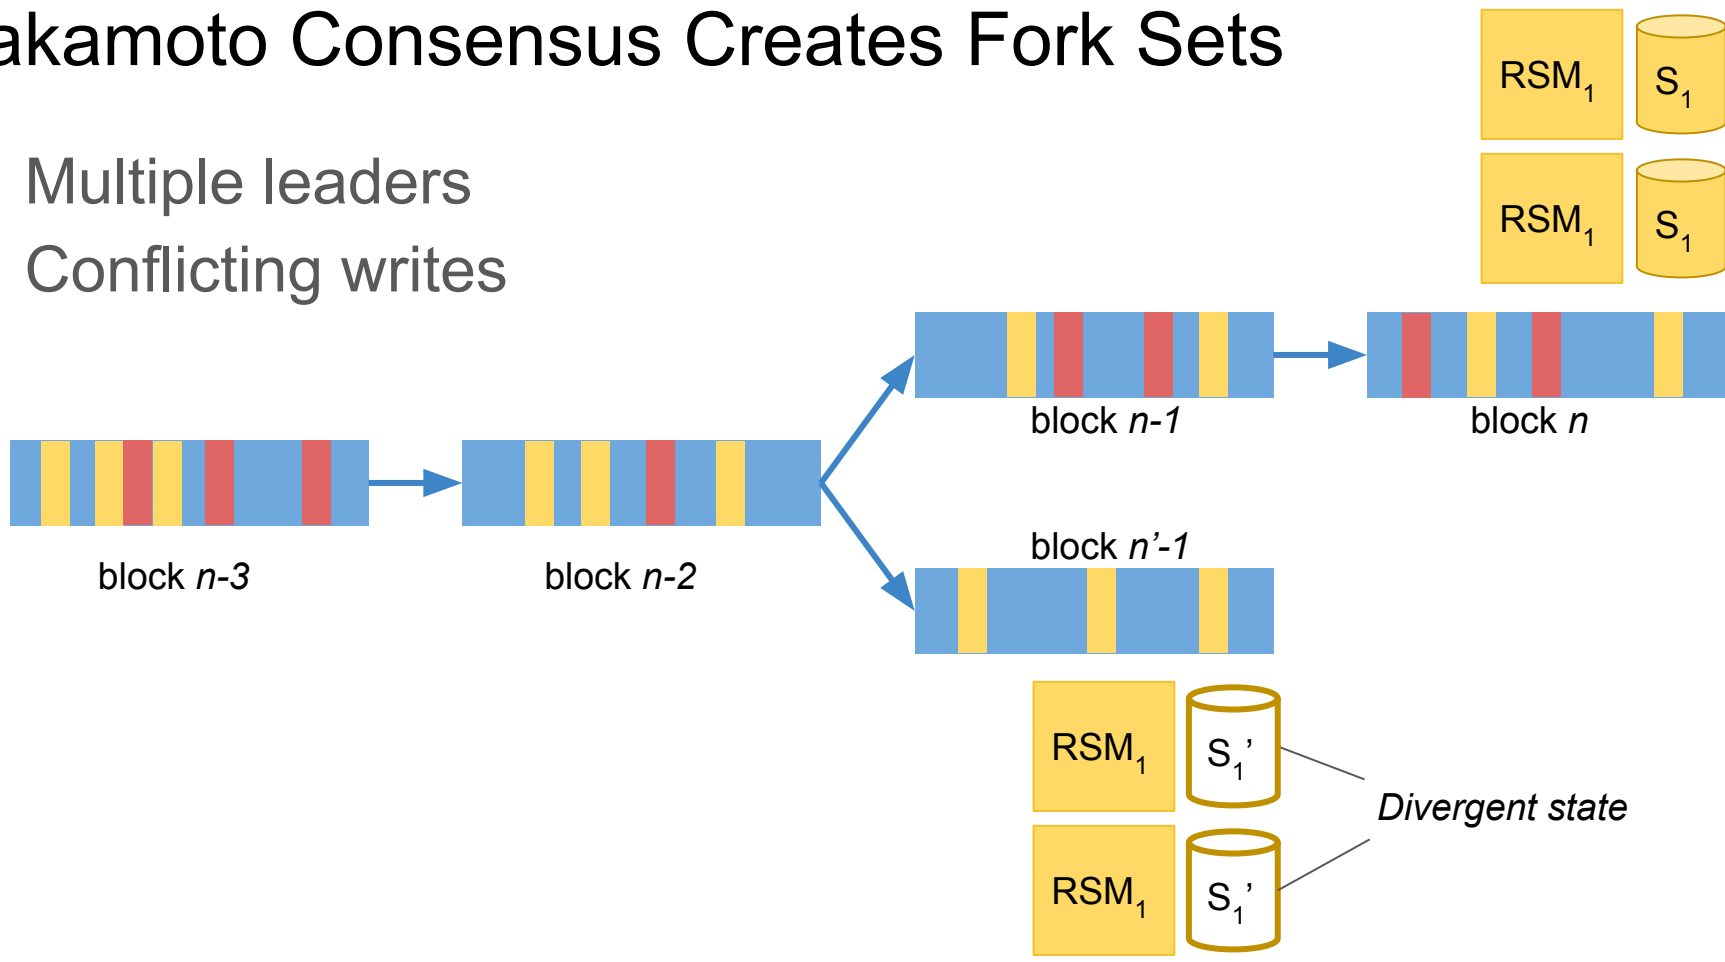 akamoto Consensus Creates Fork Sets
RSM₁ S₁
Multiple leaders
RSM₁ S₁
Conflicting writes
block n-1
block n
block n'-1
block n-3
block n-2
RSM₁ S₁’
Divergent state
RSM₁ S₁’